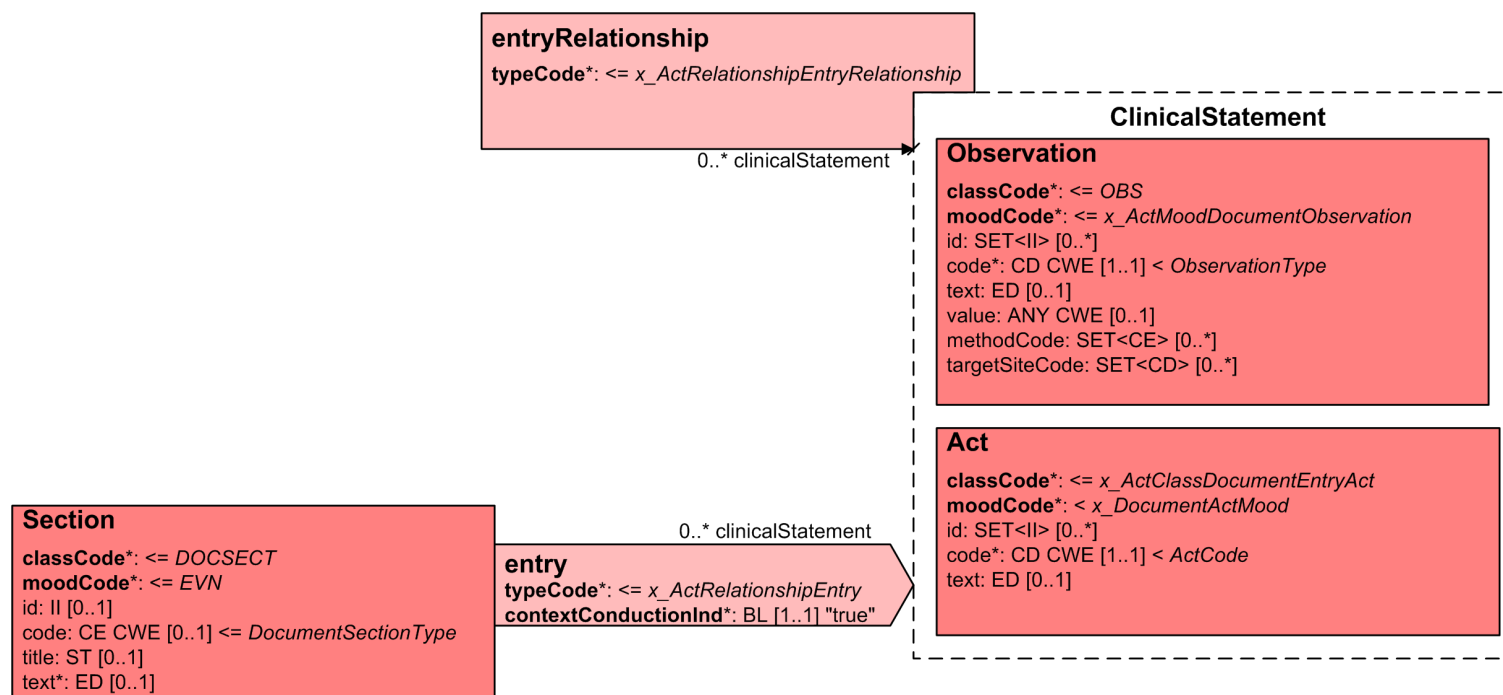 entryRelationship
typeCode*: <= x_ActRelationshipEntryRelationship
0..* clinicalStatement
ClinicalStatement
Observation
classCode*: <= OBS
moodCode*: <= x_ActMoodDocumentObservation
id: SET<II> [0..*]
code*: CD CWE [1..1] < ObservationType
text: ED [0..1]
value: ANY CWE [0..1]
methodCode: SET<CE> [0..*]
targetSiteCode: SET<CD> [0..*]
Act
classCode*: <= x_ActClassDocumentEntryAct
moodCode*: < x_DocumentActMood
id: SET<II> [0..*]
code*: CD CWE [1..1] < ActCode
text: ED [0..1]
Section
classCode*: <= DOCSECT
moodCode*: <= EVN
id: II [0..1]
code: CE CWE [0..1] <= DocumentSectionType
title: ST [0..1]
text*: ED [0..1]
0..* clinicalStatement
entry
typeCode*: <= x_ActRelationshipEntry
contextConductionInd*: BL [1..1] "true"